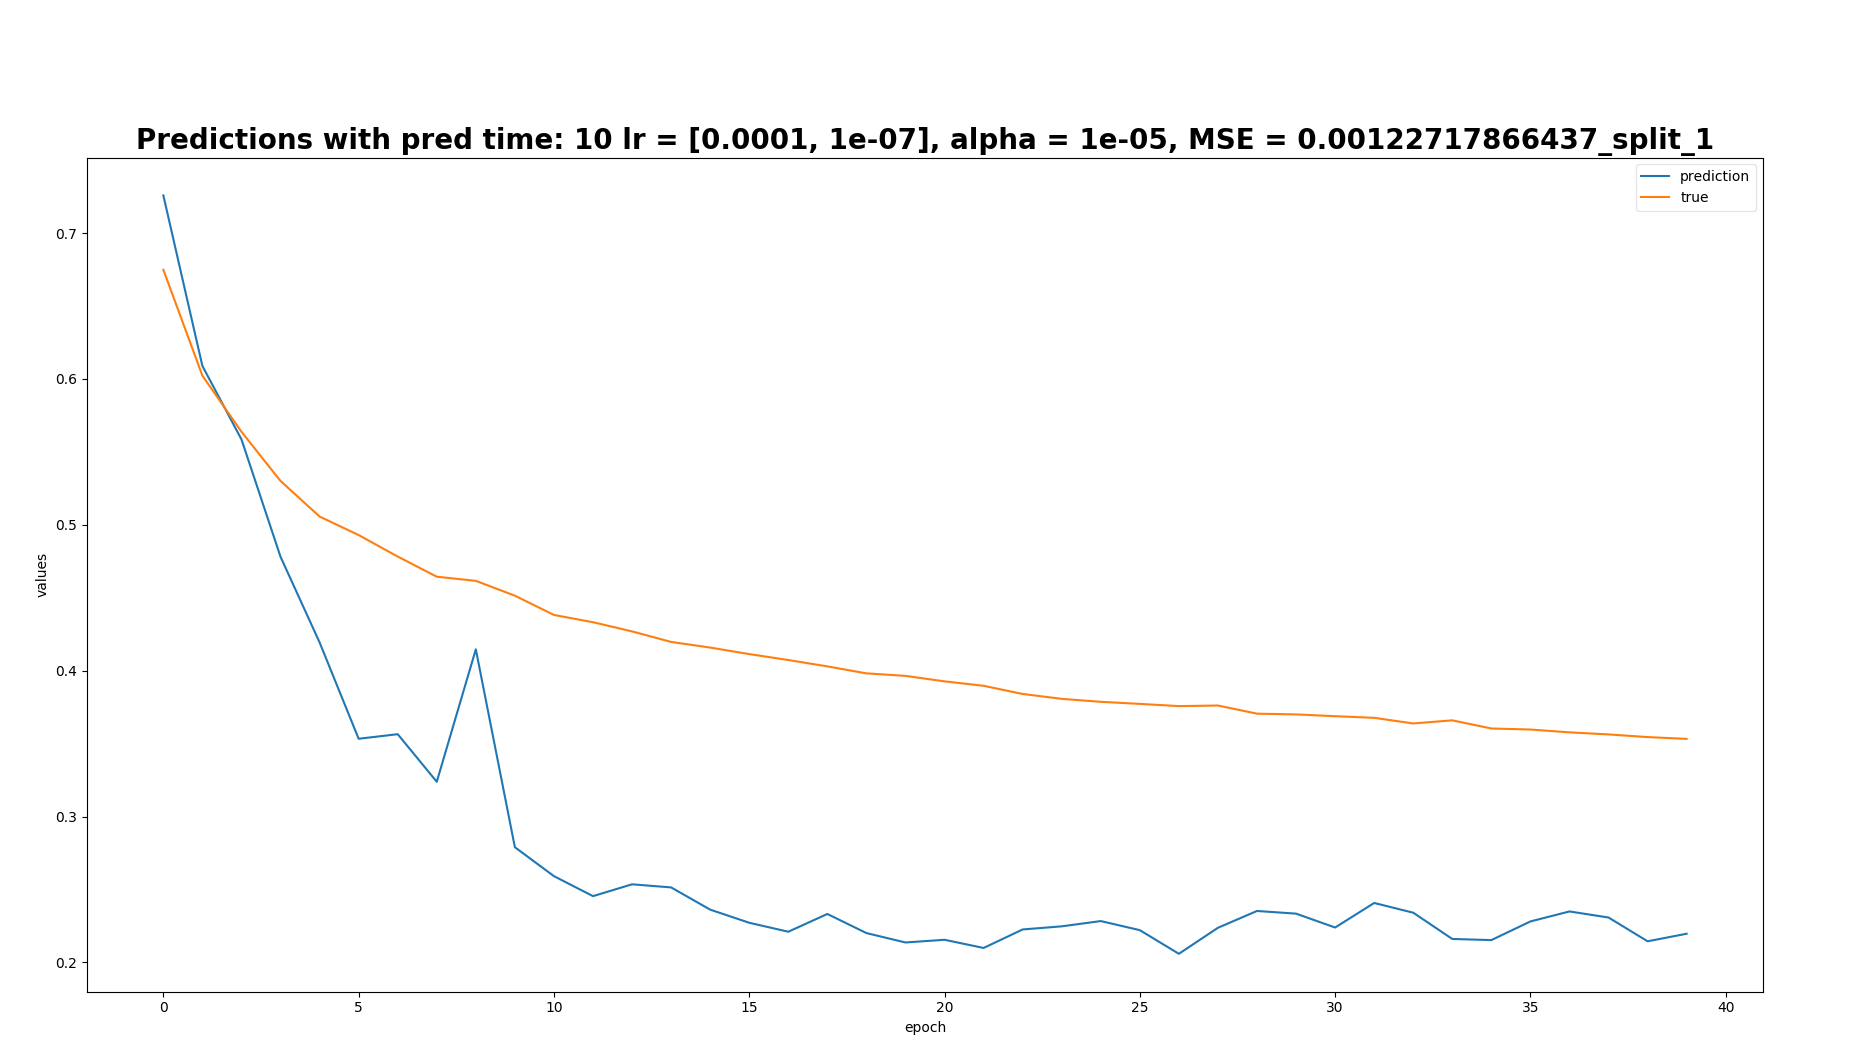 Predictions with pred time: 10 lr = [0.0001, 1e-07], alpha = 1e-05, MSE = 0.00122717866437_split_1
prediction
true
values
0.7
0.6
0.5
0.4
0.3
0.2
0 5 10 15 20 25 30 35 40
epoch